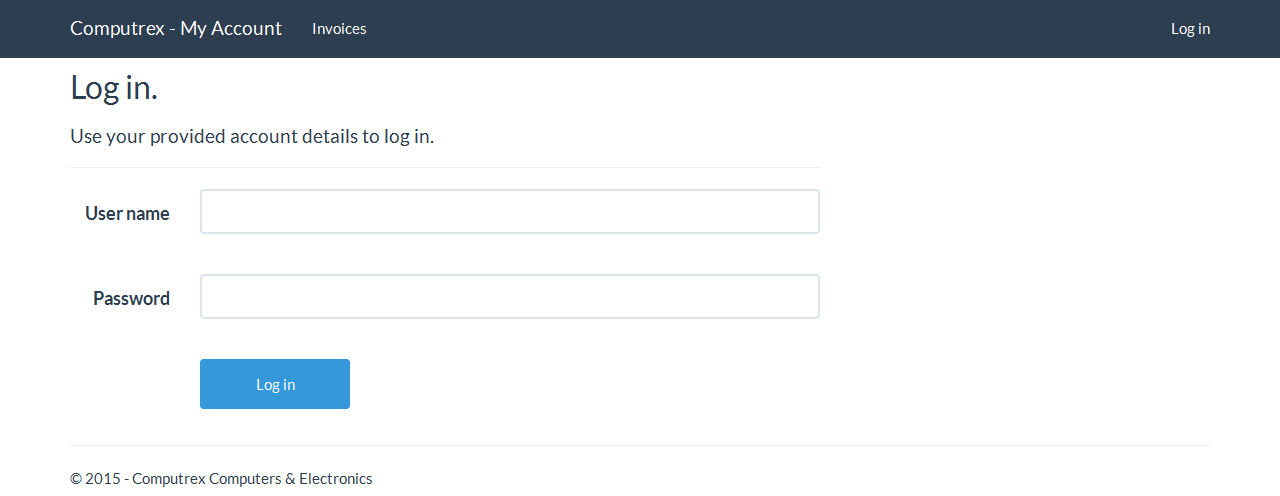 Computrex - My Account Invoices Log in
Log in.
Use your provided account details to log in.
User name
Password
Log in
© 2015 - Computrex Computers & Electronics